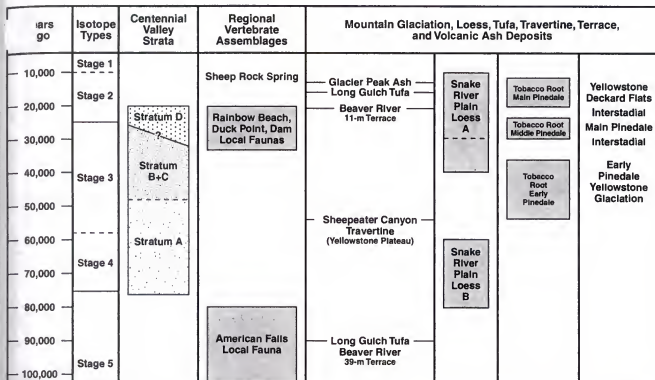 ars
go
Isotope
Types
Centennial
Valley
Strata
Regional
Vertebrate
Assemblages
Mountain Glaciation, Loess, Tufa, Travertine, Terrace,
and Volcanic Ash Deposits
10,000
20,000
30,000
40,000
50,000
60,000
70,000
80,000
90,000
100,000
Stage 1
Stage 2
Stage 3
Stage 4
Stage 5
Stratum D
?
Stratum
B+C
Stratum A
Sheep Rock Spring
Rainbow Beach,
Duck Point, Dam
Local Faunas
American Falls
Local Fauna
Glacier Peak Ash
Long Gulch Tufa
Beaver River
11-m Terrace
Sheepeater Canyon
Travertine
(Yellowstone Plateau)
Long Gulch Tufa
Beaver River
39-m Terrace
Snake
River
Plain
Loess
A
Snake
River
Plain
Loess
B
Tobacco Root
Main Pinedale
Tobacco Root
Middle Pinedale
Tobacco
Root
Early
Pinedale
Yellowstone
Deckard Flats
Interstadial
Main Pinedale
Interstadial
Early
Pinedale
Yellowstone
Glaciation